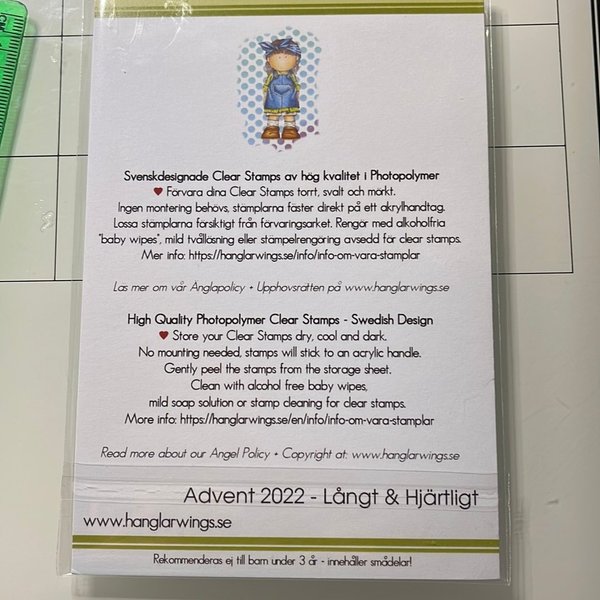 Svenskdesignade Clear Stamps av hög kvalitet i Photopolymer
♥ Förvara dina Clear Stamps torrt, svalt och mörkt.
Ingen montering behövs, stämplarna fäster direkt på ett akrylhandtag.
Lossa stämplarna försiktigt från förvaringsarket. Rengör med alkoholfria
"baby wipes", mild tvållösning eller stämpelrengöring avsedd för clear stamps.
Mer info: https://hanglarwings.se/info/info-om-vara-stamplar
Läs mer om vår Änglapolicy + Upphovsrätten på www.hanglarwings.se
High Quality Photopolymer Clear Stamps - Swedish Design
♥ Store your Clear Stamps dry, cool and dark.
No mounting needed, stamps will stick to an acrylic handle.
Gently peel the stamps from the storage sheet.
Clean with alcohol free baby wipes,
mild soap solution or stamp cleaning for clear stamps.
More info: https://hanglarwings.se/en/info/info-om-vara-stamplar
Read more about our Angel Policy + Copyright at: www.hanglarwings.se
Advent 2022 - Långt & Hjärtligt
www.hanglarwings.se
Rekommenderas ej till barn under 3 år - innehåller smådelar!